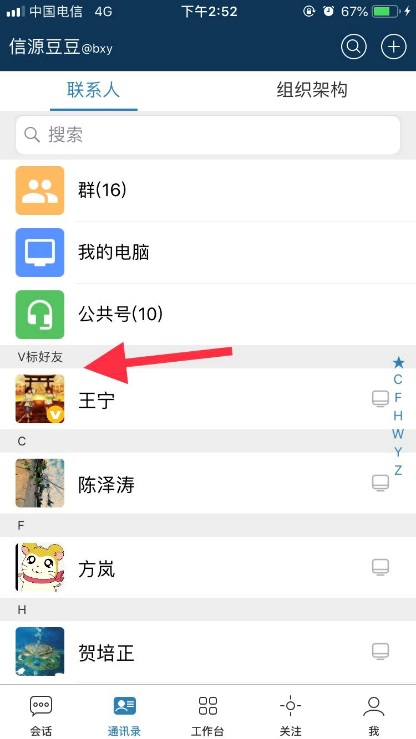 中国电信 4G 下午2:52 67%
信源豆豆@bxy
联系人 组织架构
搜索
群(16)
我的电脑
公共号(10)
V标好友
王宁
V
C
陈泽涛
F
方岚
H
贺培正
C
F
H
W
Y
Z
会话 通讯录 工作台 关注 我